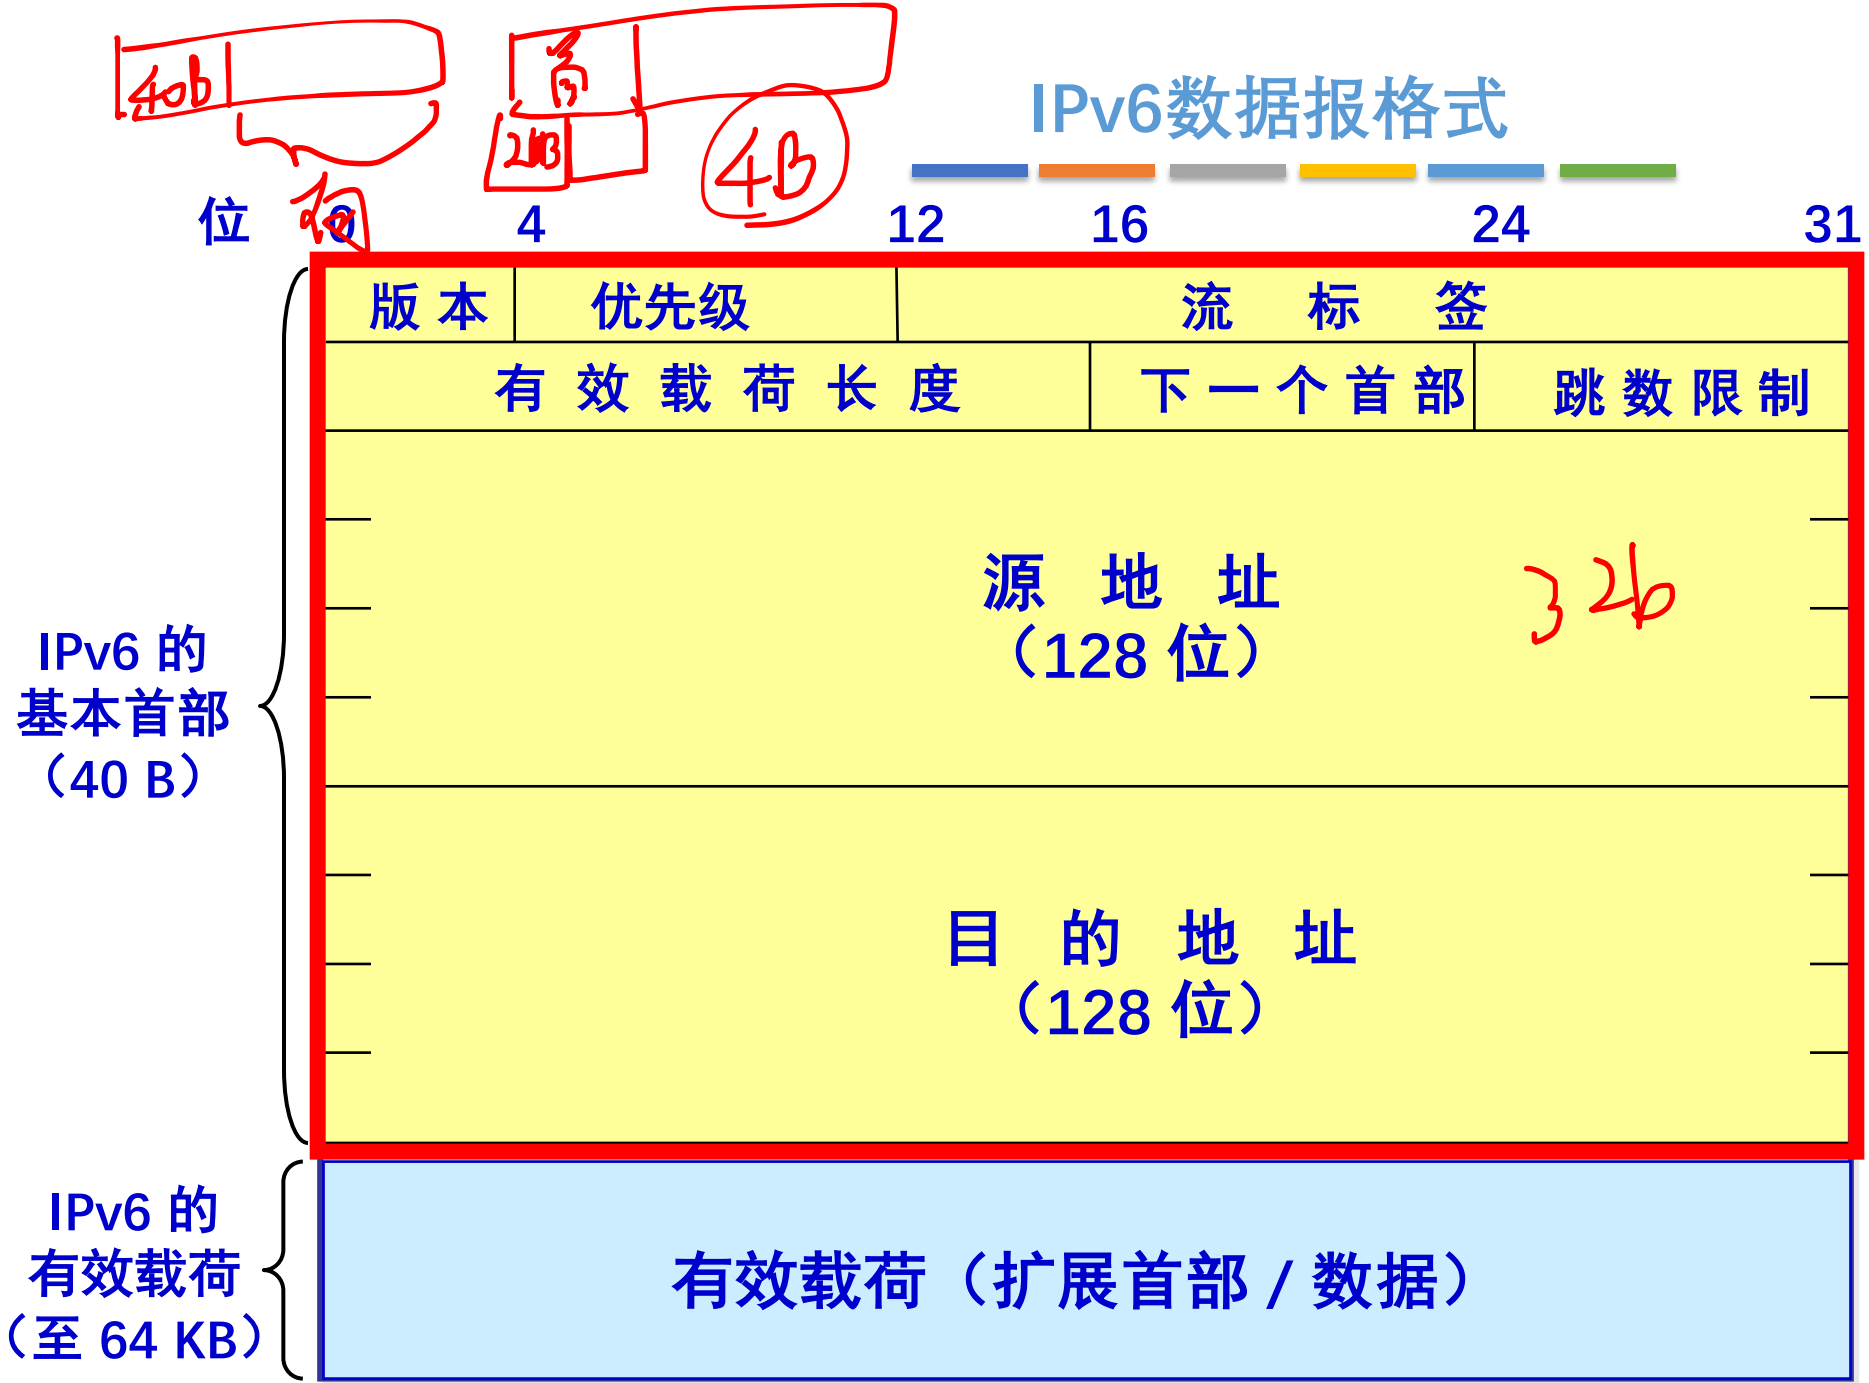 40B
首
2B
4B
IPv6数据报格式
位 0 4 12 16 24 31
版 本 优先级 流 标 签
有 效 载 荷 长 度 下 一 个 首 部 跳 数 限 制
源 地 址
（128 位）
32b
IPv6 的
基本首部
（40 B）
目 的 地 址
（128 位）
IPv6 的
有效载荷
（至 64 KB）
有效载荷（扩展首部 / 数据）